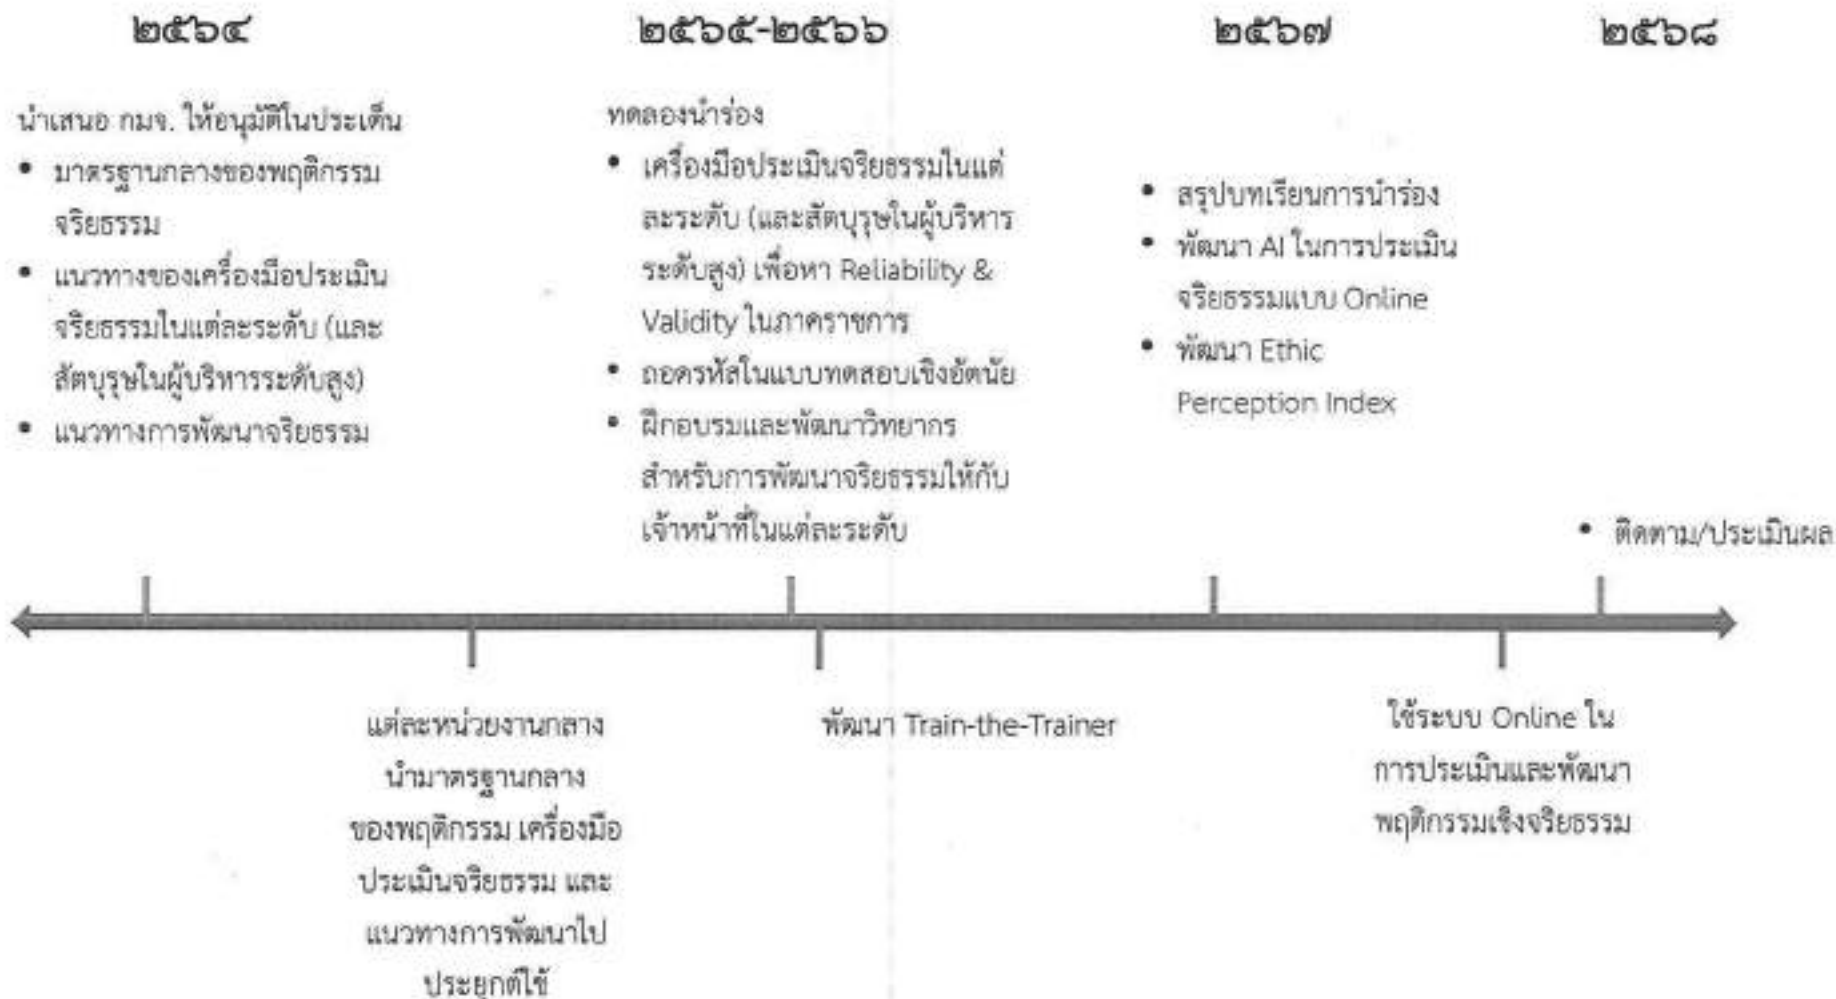 ๒๕๖๔
นำเสนอ กมจ. ให้อนุมัติในประเด็น
• มาตรฐานกลางของพฤติกรรม
จริยธรรม
• แนวทางของเครื่องมือประเมิน
จริยธรรมในแต่ละระดับ (และ
สัตบุรุษในผู้บริหารระดับสูง)
• แนวทางการพัฒนาจริยธรรม
๒๕๖๕-๒๕๖๖
ทดลองนำร่อง
• เครื่องมือประเมินจริยธรรมในแต่
ละระดับ (และสัตบุรุษในผู้บริหาร
ระดับสูง) เพื่อหา Reliability &
Validity ในภาคราชการ
• ถอดรหัสในแบบทดสอบเชิงอัตนัย
• ฝึกอบรมและพัฒนาวิทยากร
สำหรับการพัฒนาจริยธรรมให้กับ
เจ้าหน้าที่ในแต่ละระดับ
๒๕๖๗
• สรุปบทเรียนการนำร่อง
• พัฒนา AI ในการประเมิน
จริยธรรมแบบ Online
• พัฒนา Ethic
Perception Index
๒๕๖๘
• ติดตาม/ประเมินผล
แต่ละหน่วยงานกลาง
นำมาตรฐานกลาง
ของพฤติกรรม เครื่องมือ
ประเมินจริยธรรม และ
แนวทางการพัฒนาไป
ประยุกต์ใช้
พัฒนา Train-the-Trainer
ใช้ระบบ Online ใน
การประเมินและพัฒนา
พฤติกรรมเชิงจริยธรรม